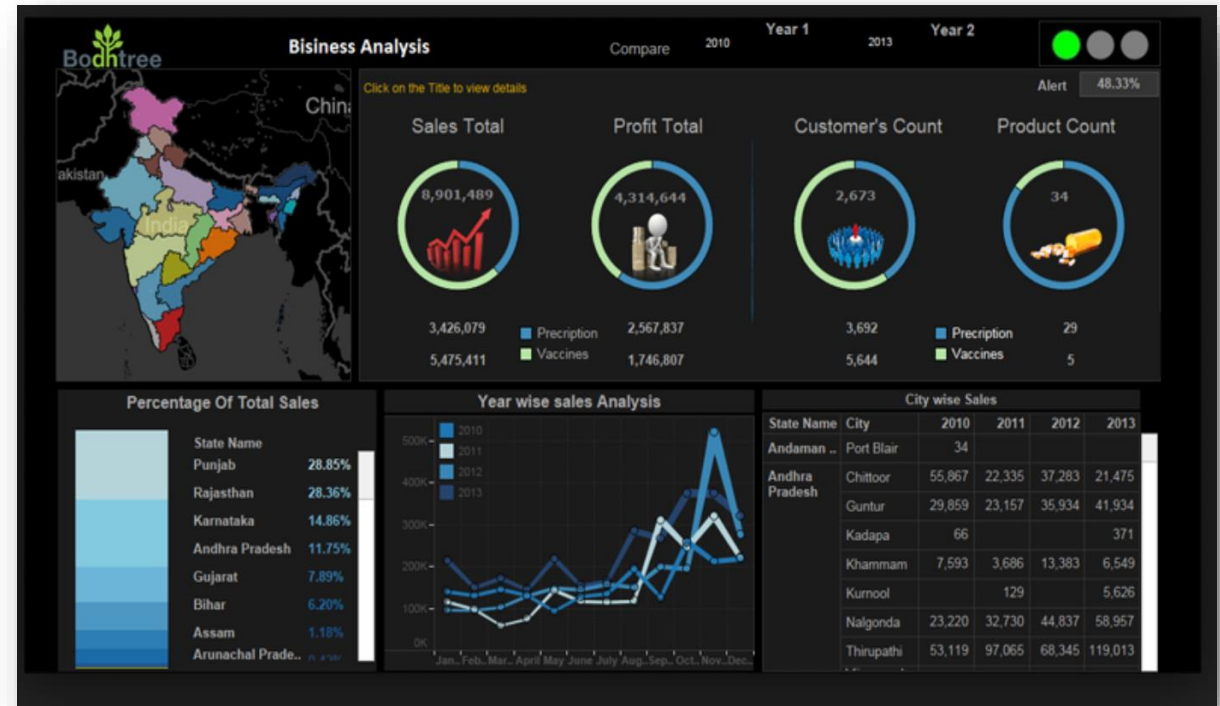 Bodhtree
Bisiness Analysis
Compare
2010
Year 1
2013
Year 2
China
akistan
India
Click on the Title to view details
Alert 48.33%
Sales Total Profit Total Customer's Count Product Count
8,901,489 4,314,644 2,673 34
3,426,079 Precription 2,567,837 3,692 Precription 29
5,475,411 Vaccines 1,746,807 5,644 Vaccines 5
Percentage Of Total Sales
State Name
Punjab 28.85%
Rajasthan 28.36%
Karnataka 14.86%
Andhra Pradesh 11.75%
Gujarat 7.89%
Bihar 6.20%
Assam 1.18%
Arunachal Prade..
Year wise sales Analysis
2010
2011
2012
2013
500K
400K
300K
200K
100K
0K
Jan.. Feb.. Mar.. April May June July Aug.. Sep.. Oct.. Nov.. Dec..
City wise Sales
State Name City 2010 2011 2012 2013
Andaman .. Port Blair 34
Andhra Pradesh Chittoor 55,867 22,335 37,283 21,475
Guntur 29,859 23,157 35,934 41,934
Kadapa 66 371
Khammam 7,593 3,686 13,383 6,549
Kurnool 129 5,626
Nalgonda 23,220 32,730 44,837 58,957
Thirupathi 53,119 97,065 68,345 119,013